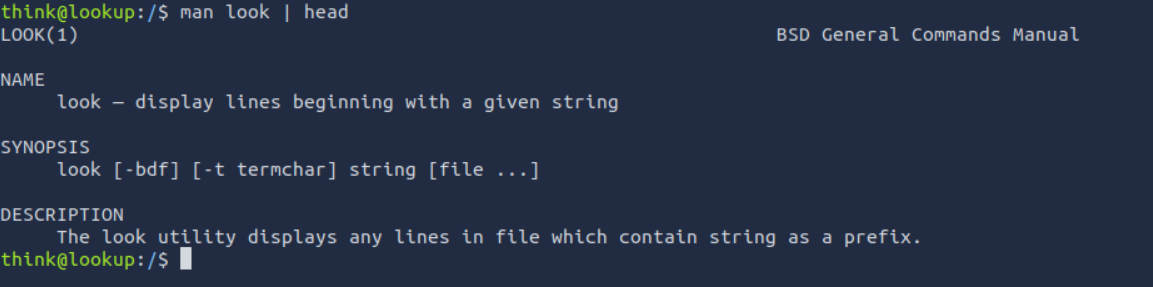 think@lookup:/$ man look | head
LOOK(1) BSD General Commands Manual
NAME
look — display lines beginning with a given string
SYNOPSIS
look [-bdf] [-t termchar] string [file ...]
DESCRIPTION
The look utility displays any lines in file which contain string as a prefix.
think@lookup:/$